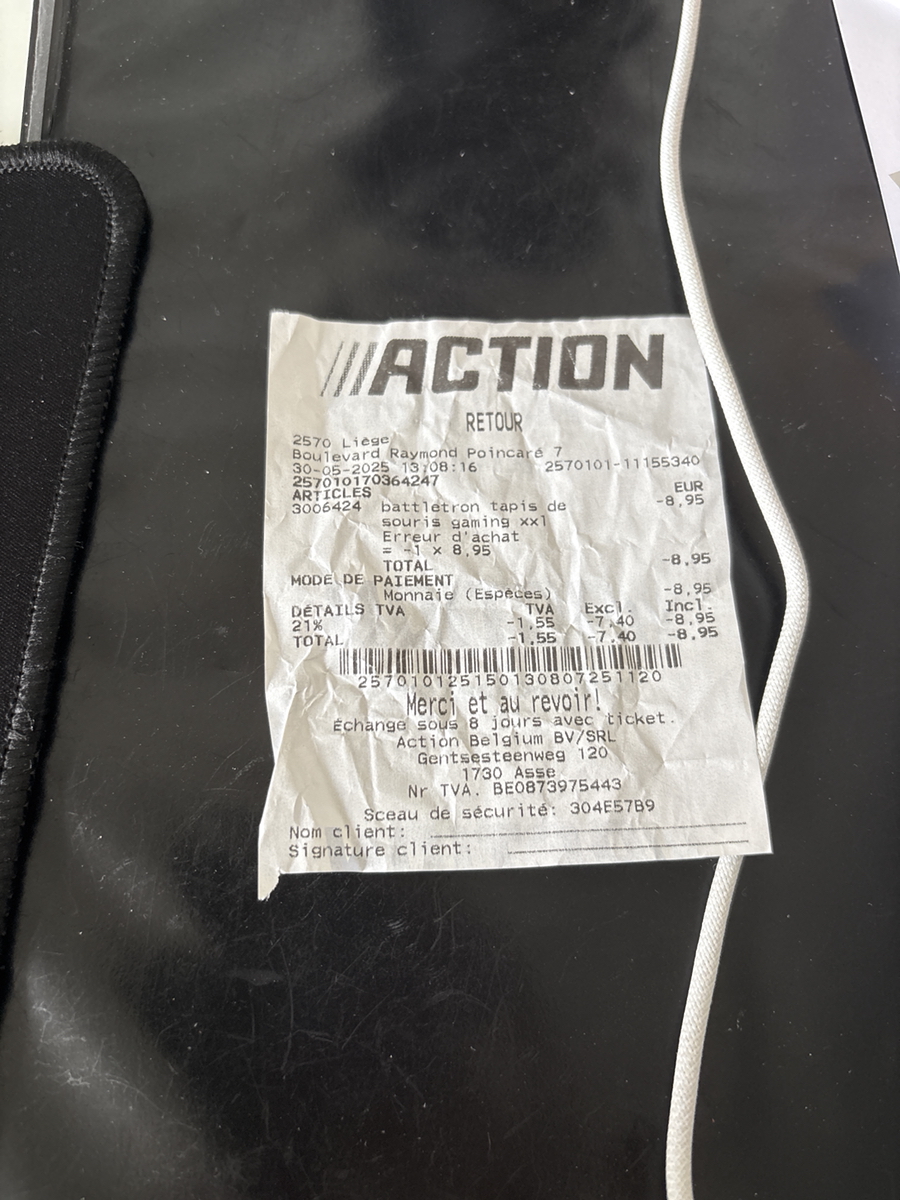 ///ACTION
RETOUR
2570 Liège
Boulevard Raymond Poincaré 7
30-05-2025 13:08:16 2570101-11155340
257010170364247
ARTICLES EUR
3006424 battletron tapis de -8,95
souris gaming xxl
Erreur d'achat
= -1 x 8,95
TOTAL -8,95
MODE DE PAIEMENT
Monnaie (Espèces) -8,95
DÉTAILS TVA TVA Excl. Incl.
21% -1,55 -7,40 -8,95
TOTAL -1,55 -7,40 -8,95
257010125150130807251120
Merci et au revoir!
Échange sous 8 jours avec ticket.
Action Belgium BV/SRL
Gentsesteenweg 120
1730 Asse
Nr TVA. BE0873975443
Sceau de sécurité: 304E57B9
Nom client:
Signature client: